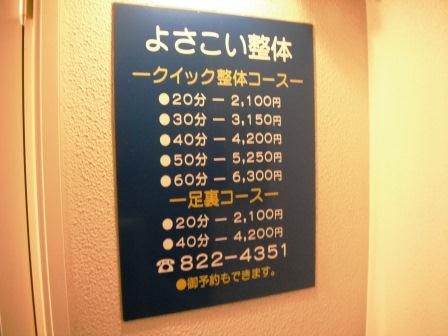 よさこい整体
ークイック整体コースー
●20分 ー 2,100円
●30分 ー 3,150円
●40分 ー 4,200円
●50分 ー 5,250円
●60分 ー 6,300円
ー足裏コースー
●20分 ー 2,100円
●40分 ー 4,200円
☎822-4351
●御予約もできます。